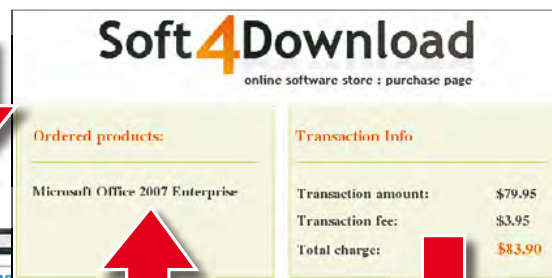 Soft4Download
online software store : purchase page
Ordered products:
Microsoft Office 2007 Enterprise
Transaction Info
Transaction amount: $79.95
Transaction fee: $3.95
Total charge: $83.90